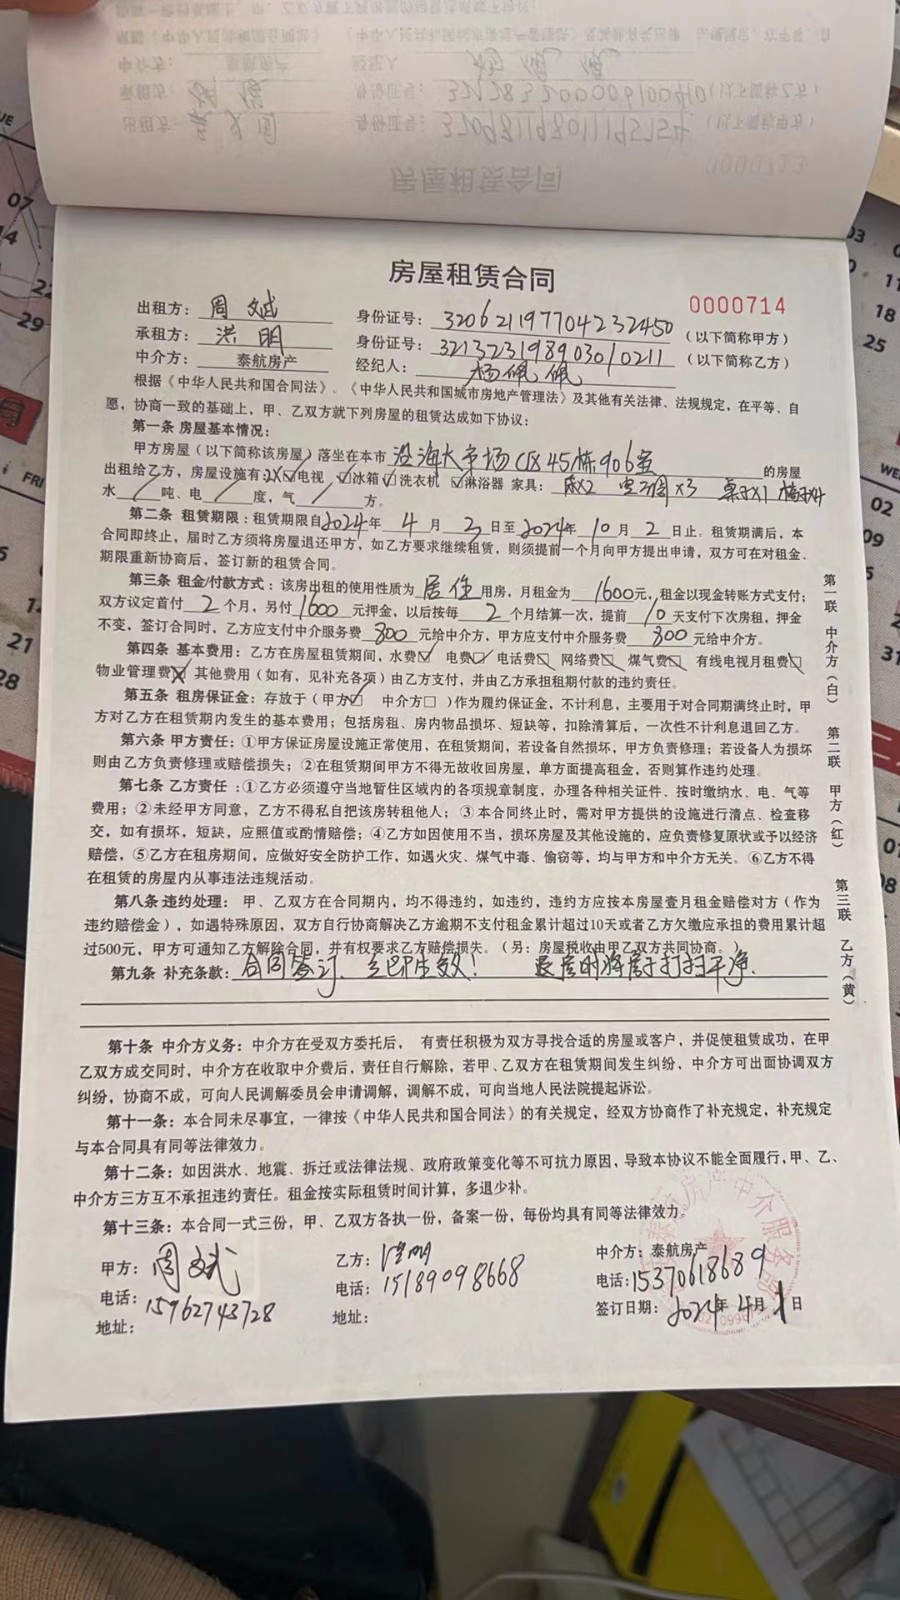 房屋租赁合同
0000714
出租方：周斌 身份证号：320621197704232450（以下简称甲方）
承租方：洪明 身份证号：321323198903010211（以下简称乙方）
中介方：泰航房产 经纪人：杨佩佩
根据《中华人民共和国合同法》、《中华人民共和国城市房地产管理法》及其他有关法律、法规规定，在平等、自
愿，协商一致的基础上，甲、乙双方就下列房屋的租赁达成如下协议：
第一条 房屋基本情况：
甲方房屋（以下简称该房屋）落坐在本市 澄海大市场C区45栋906室 的房屋
出租给乙方，房屋设施有：电视 冰箱 洗衣机 淋浴器 家具：床X2 空调X3 桌子X1
水 吨、电 度，气 方。
第二条 租赁期限：租赁期限自2024年4月3日至2024年10月2日止。租赁期满后，本
合同即终止，届时乙方须将房屋退还甲方，如乙方要求继续租赁，则须提前一个月向甲方提出申请，双方可在对租金、
期限重新协商后，签订新的租赁合同。
第三条 租金/付款方式：该房出租的使用性质为 居住 用房，月租金为 1600元，租金以现金转账方式支付；
双方议定首付 2 个月，另付 1600 元押金，以后按每 2 个月结算一次，提前 10 天支付下次房租，押金
不变，签订合同时，乙方应支付中介服务费 800 元给中介方，甲方应支付中介服务费 800 元给中介方。
第四条 基本费用：乙方在房屋租赁期间，水费☑ 电费☑ 电话费□ 网络费□ 煤气费□ 有线电视月租费□
物业管理费 其他费用（如有，见补充各项）由乙方支付，并由乙方承担租期付款的违约责任。
第五条 租房保证金：存放于（甲方☑ 中介方□）作为履约保证金，不计利息，主要用于对合同期满终止时，甲
方对乙方在租赁期内发生的基本费用；包括房租、房内物品损坏、短缺等，扣除清算后，一次性不计利息退回乙方。
第六条 甲方责任：①甲方保证房屋设施正常使用，在租赁期间，若设备自然损坏，甲方负责修理；若设备人为损坏
则由乙方负责修理或赔偿损失；②在租赁期间甲方不得无故收回房屋，单方面提高租金，否则算作违约处理。
第七条 乙方责任：①乙方必须遵守当地暂住区域内的各项规章制度，办理各种相关证件、按时缴纳水、电、气等
费用；②未经甲方同意，乙方不得私自把该房转租他人；③本合同终止时，需对甲方提供的设施进行清点、检查移
交，如有损坏，短缺，应照值或酌情赔偿；④乙方如因使用不当，损坏房屋及其他设施的，应负责修复原状或予以经济
赔偿，⑤乙方在租房期间，应做好安全防护工作，如遇火灾、煤气中毒、偷窃等，均与甲方和中介方无关。⑥乙方不得
在租赁的房屋内从事违法违规活动。
第八条 违约处理：甲、乙双方在合同期内，均不得违约，如违约，违约方应按本房屋壹月租金赔偿对方（作为
违约赔偿金），如遇特殊原因，双方自行协商解决乙方逾期不支付租金累计超过10天或者乙方欠缴应承担的费用累计超
过500元，甲方可通知乙方解除合同，并有权要求乙方赔偿损失。（另：房屋税收由甲乙双方共同协商。）
第九条 补充条款：合同签订、立即生效！ 退房时将房子打扫干净.
第十条 中介方义务：中介方在受双方委托后， 有责任积极为双方寻找合适的房屋或客户，并促使租赁成功，在甲
乙双方成交同时，中介方在收取中介费后，责任自行解除，若甲、乙双方在租赁期间发生纠纷，中介方可出面协调双方
纠纷，协商不成，可向人民调解委员会申请调解，调解不成，可向当地人民法院提起诉讼。
第十一条：本合同未尽事宜，一律按《中华人民共和国合同法》的有关规定，经双方协商作了补充规定，补充规定
与本合同具有同等法律效力。
第十二条：如因洪水、地震、拆迁或法律法规、政府政策变化等不可抗力原因，导致本协议不能全面履行，甲、乙、
中介方三方互不承担违约责任。租金按实际租赁时间计算，多退少补。
第十三条：本合同一式三份，甲、乙双方各执一份，备案一份，每份均具有同等法律效力。
甲方：周斌 乙方：洪明 中介方：泰航房产
电话：15962743728 电话：15189098668 电话：15370618689
地址： 地址： 签订日期：2024年4月1日
第一联 中介方（白） 第二联 甲方（红） 第三联 乙方（黄）